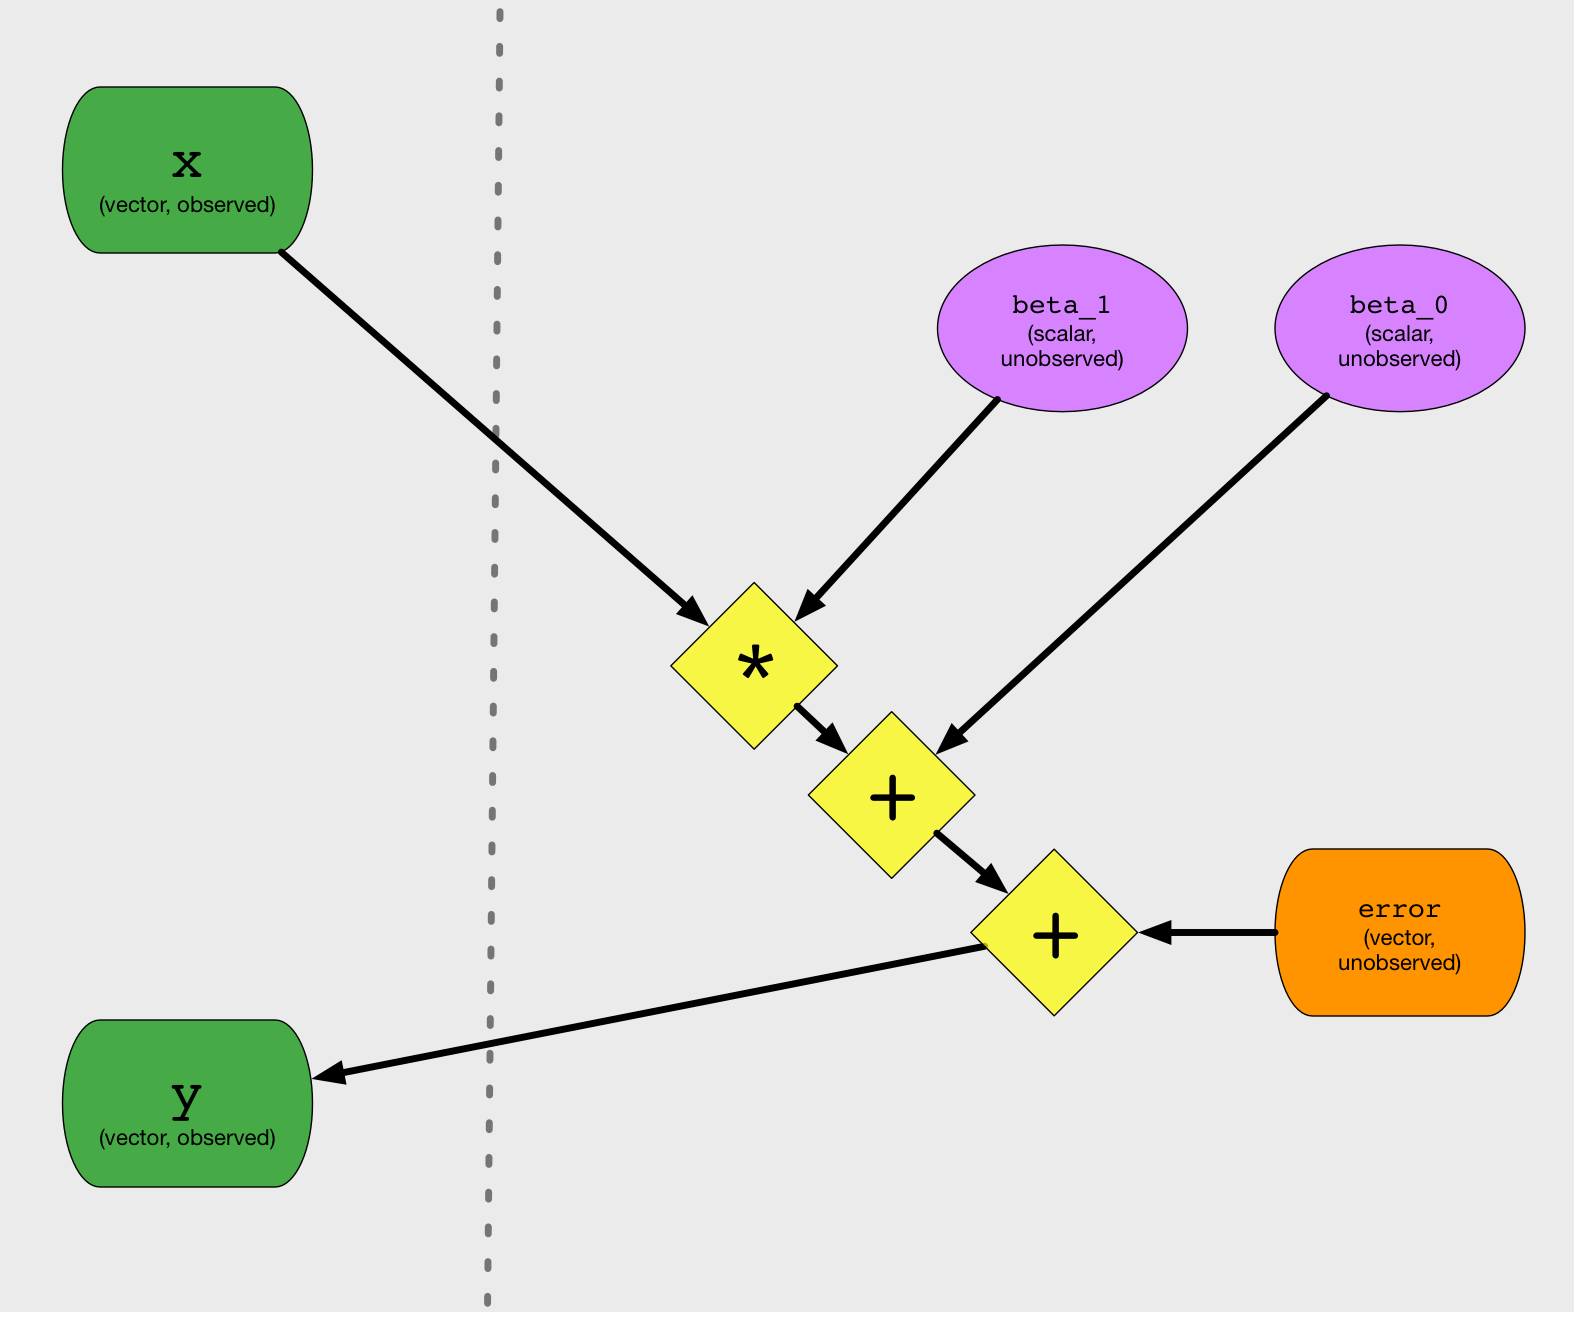 x
(vector, observed)
beta_1
(scalar,
unobserved)
beta_0
(scalar,
unobserved)
*
+
+
error
(vector,
unobserved)
y
(vector, observed)